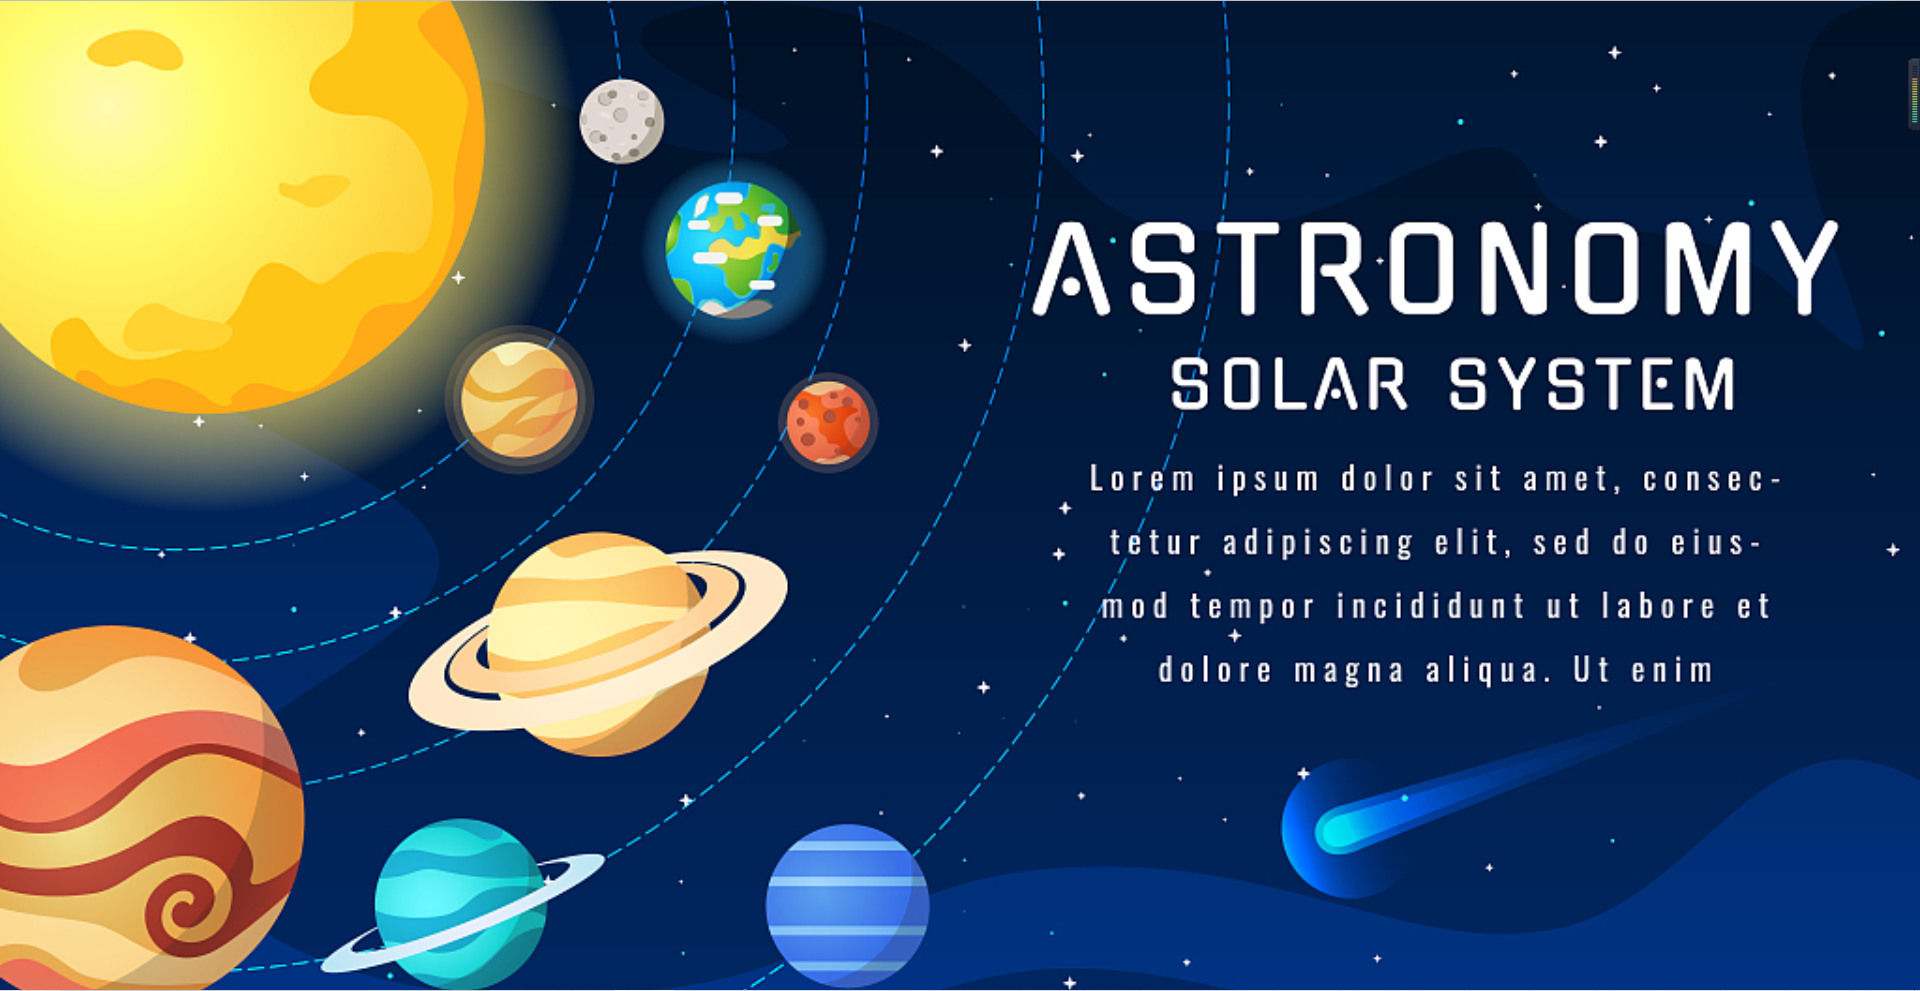 ASTRONOMY
SOLAR SYSTEM
Lorem ipsum dolor sit amet, consec-
tetur adipiscing elit, sed do eius-
mod tempor incididunt ut labore et
dolore magna aliqua. Ut enim